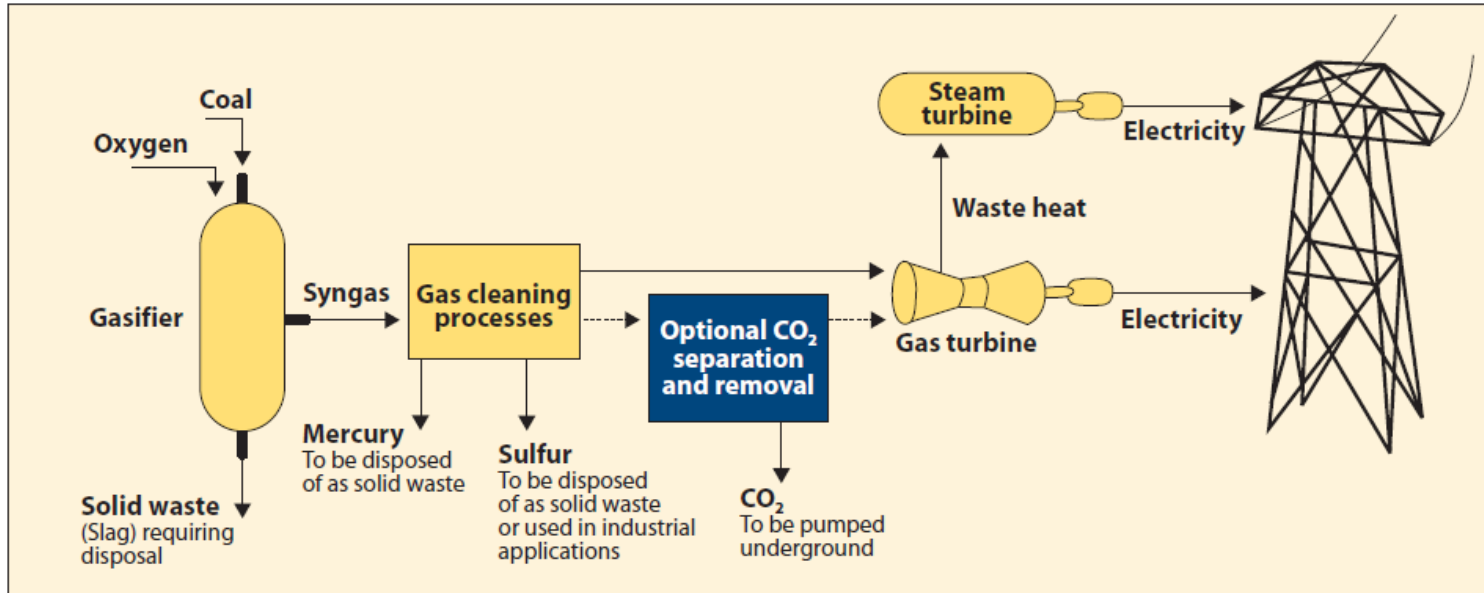 Coal
Oxygen
Gasifier
Solid waste
(Slag) requiring
disposal
Syngas
Gas cleaning
processes
Mercury
To be disposed
of as solid waste
Sulfur
To be disposed
of as solid waste
or used in industrial
applications
Optional CO₂
separation
and removal
CO₂
To be pumped
underground
Steam
turbine
Electricity
Waste heat
Gas turbine
Electricity